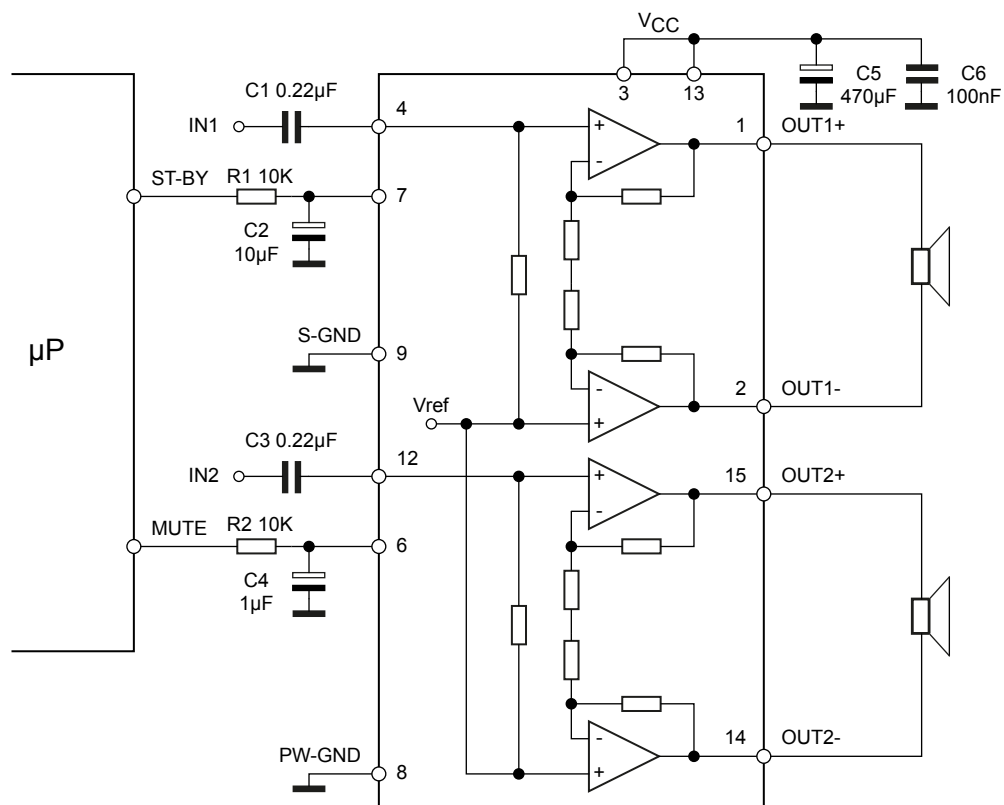 VCC
3
13
C5
470µF
C6
100nF
C1 0.22µF
IN1
4
+
-
1
OUT1+
ST-BY
R1 10K
7
C2
10µF
S-GND
9
µP
Vref
-
+
2
OUT1-
C3 0.22µF
IN2
12
+
-
15
OUT2+
MUTE
R2 10K
6
C4
1µF
PW-GND
8
-
+
14
OUT2-